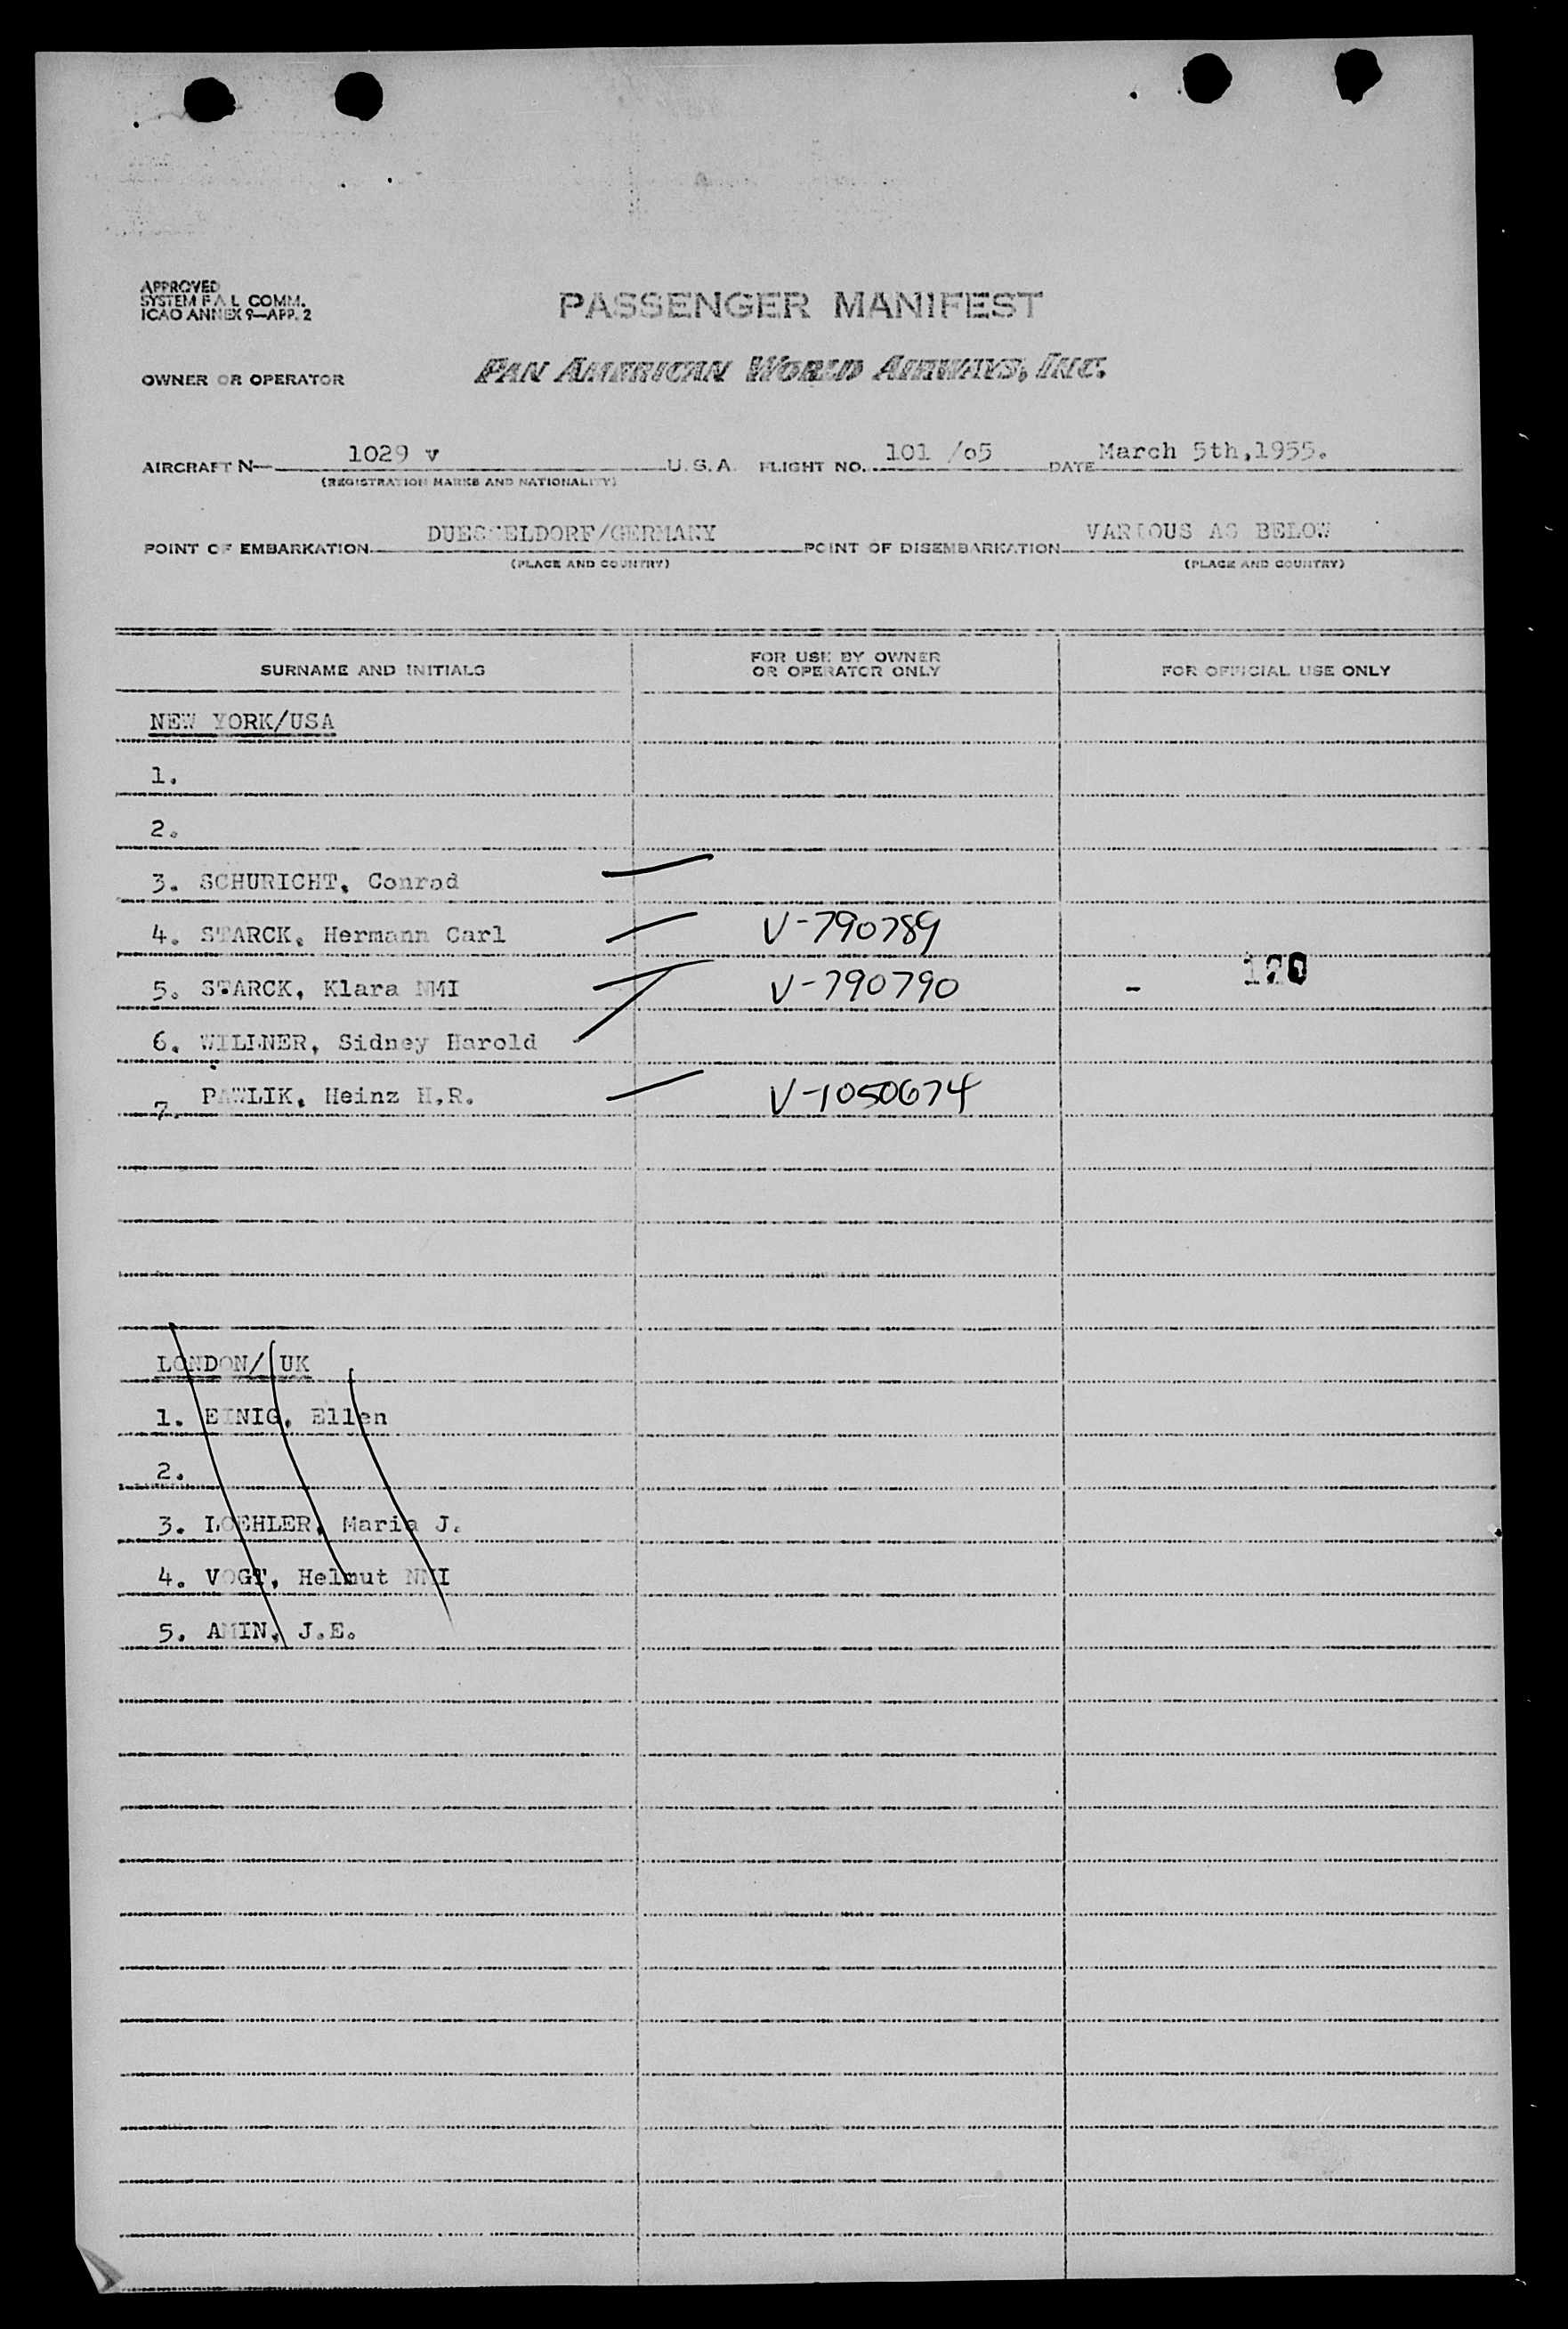 APPROVED
SYSTEM F A L COMM.
ICAO ANNEX 9—APP. 2
PASSENGER MANIFEST
OWNER OR OPERATOR PAN AMERICAN WORLD AIRWAYS, INC.
AIRCRAFT N— 1029 v U. S. A. FLIGHT NO. 101 /o5 DATE March 5th,1955.
(REGISTRATION MARKS AND NATIONALITY)
POINT OF EMBARKATION DUESSELDORF/GERMANY POINT OF DISEMBARKATION VARIOUS AS BELOW
(PLACE AND COUNTRY) (PLACE AND COUNTRY)
SURNAME AND INITIALS FOR USE BY OWNER OR OPERATOR ONLY FOR OFFICIAL USE ONLY
NEW YORK/USA
1.
2.
3. SCHURICHT, Conrad
4. STARCK, Hermann Carl V-790789
5. STARCK, Klara NMI V-790790 -
6. WILLNER, Sidney Harold
7. PAWLIK, Heinz H.R. V-1050674
LONDON/ UK
1. EINIG, Ellen
2.
3. LOEHLER, Maria J.
4. VOGT, Helmut NMI
5. AMIN, J.E.